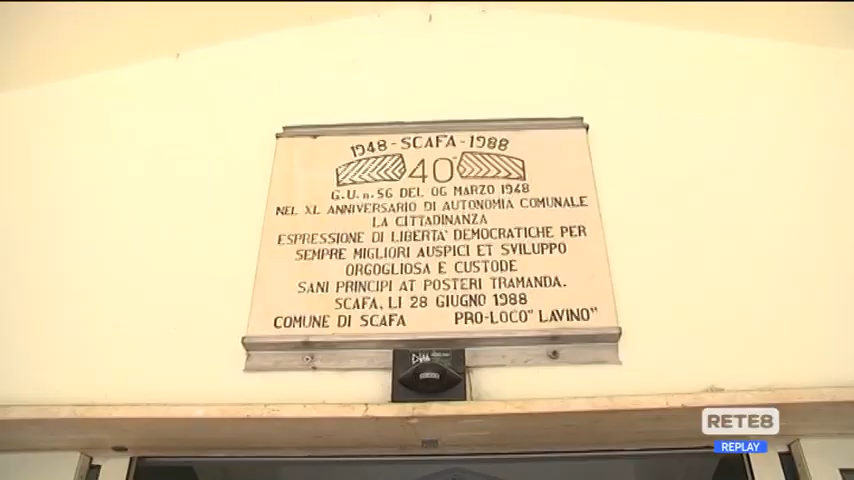 1948 - SCAFA - 1988
40°
G.U. n. 56 DEL 06 MARZO 1948
NEL XL ANNIVERSARIO DI AUTONOMIA COMUNALE
LA CITTADINANZA
ESPRESSIONE DI LIBERTA' DEMOCRATICHE PER
SEMPRE MIGLIORI AUSPICI ET SVILUPPO
ORGOGLIOSA E CUSTODE
SANI PRINCIPI AT POSTERI TRAMANDA.
SCAFA, LI 28 GIUGNO 1988
COMUNE DI SCAFA PRO-LOCO "LAVINO"
RETE8
REPLAY